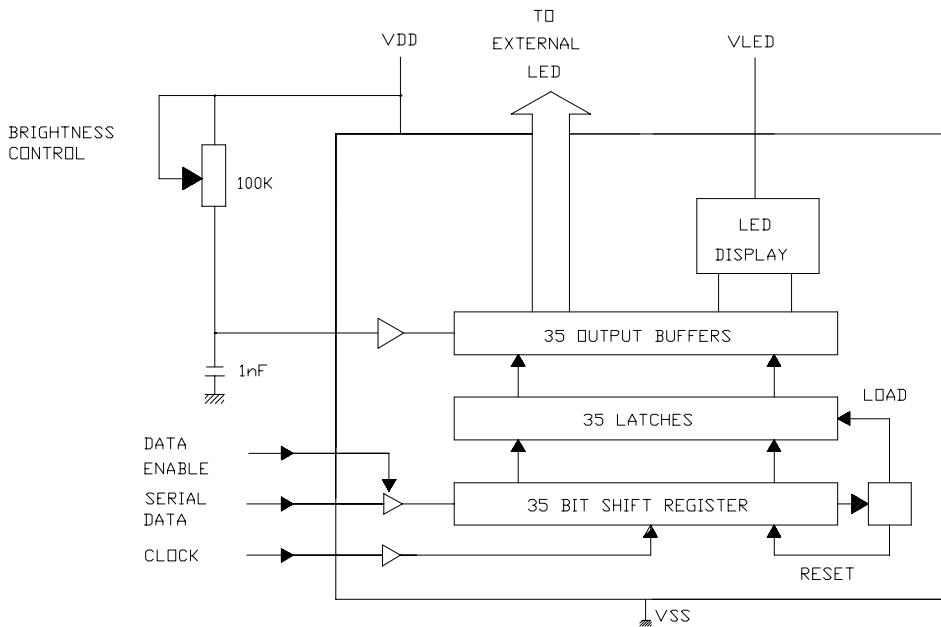 TO
EXTERNAL
LED
VDD
VLED
BRIGHTNESS
CONTROL
100K
LED
DISPLAY
35 OUTPUT BUFFERS
1nF
LOAD
35 LATCHES
DATA
ENABLE
SERIAL
DATA
35 BIT SHIFT REGISTER
CLOCK
RESET
VSS